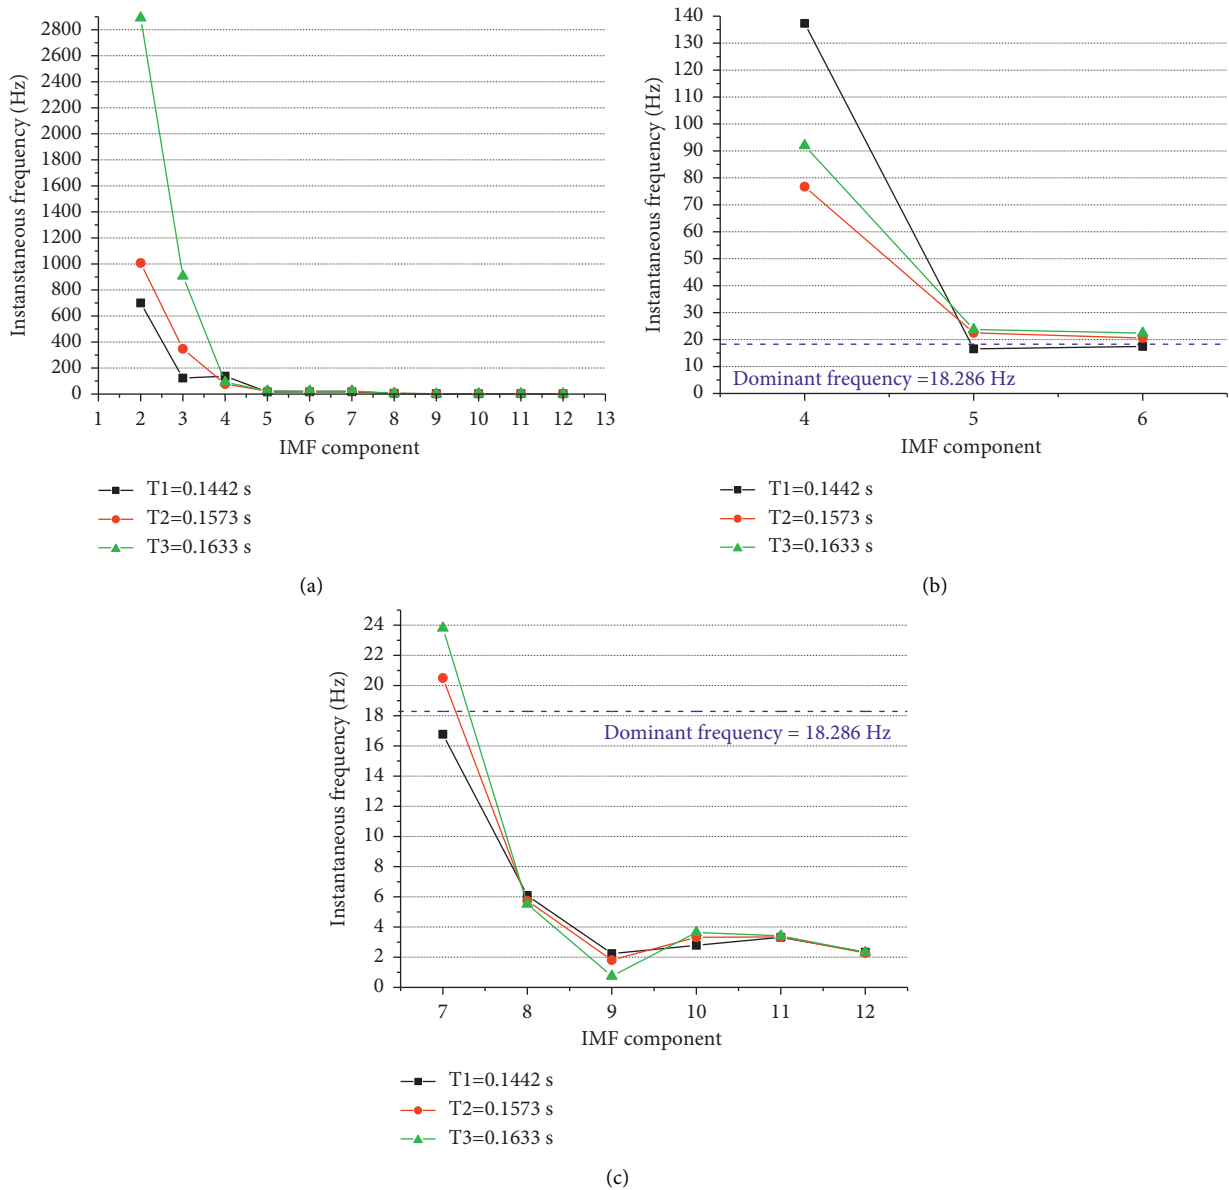 Instanstaneous frequency (Hz)
2800
2600
2400
2200
2000
1800
1600
1400
1200
1000
800
600
400
200
0
1 2 3 4 5 6 7 8 9 10 11 12 13
IMF component
T1=0.1442 s
T2=0.1573 s
T3=0.1633 s
(a)
Instantaneous frequency (Hz)
140
130
120
110
100
90
80
70
60
50
40
30
20
10
0
Dominant frequency =18.286 Hz
4 5 6
IMF component
T1=0.1442 s
T2=0.1573 s
T3=0.1633 s
(b)
Instantaneous frequency (Hz)
24
22
20
18
16
14
12
10
8
6
4
2
0
Dominant frequency = 18.286 Hz
7 8 9 10 11 12
IMF component
T1=0.1442 s
T2=0.1573 s
T3=0.1633 s
(c)